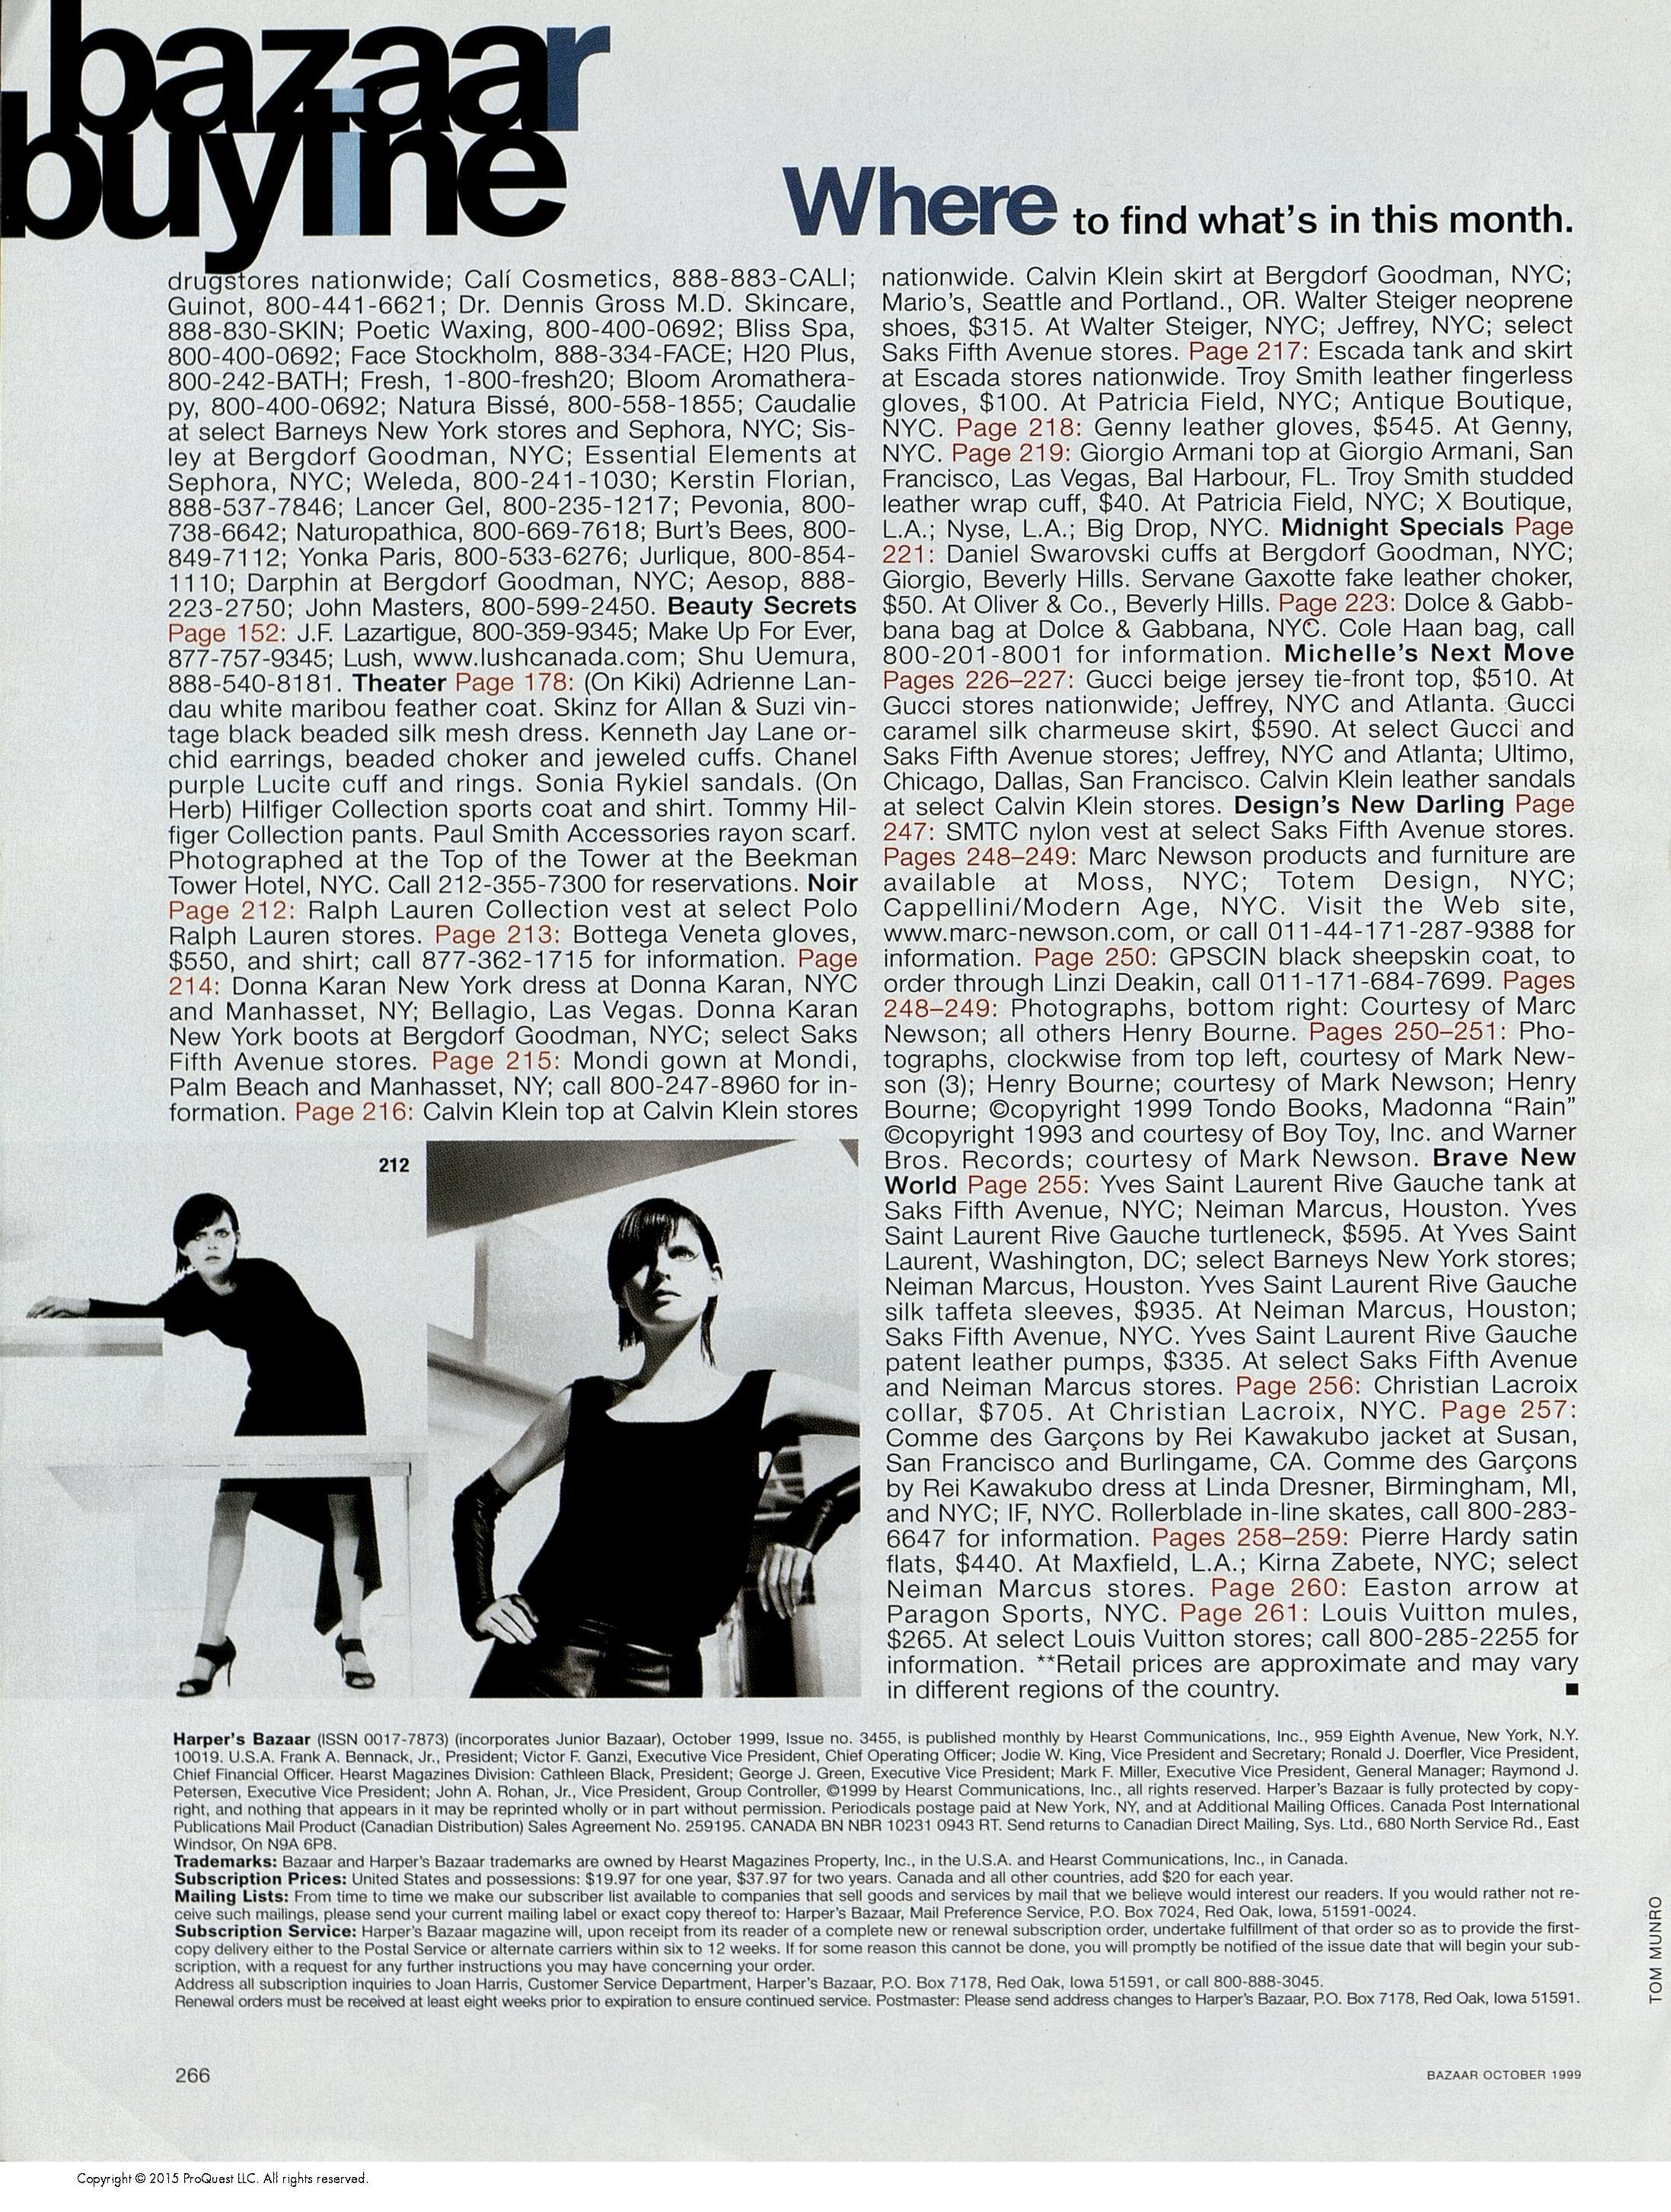 bazaar
buyline
Where to find what's in this month.
drugstores nationwide; Calí Cosmetics, 888-883-CALI;
Guinot, 800-441-6621; Dr. Dennis Gross M.D. Skincare,
888-830-SKIN; Poetic Waxing, 800-400-0692; Bliss Spa,
800-400-0692; Face Stockholm, 888-334-FACE; H20 Plus,
800-242-BATH; Fresh, 1-800-fresh20; Bloom Aromathera-
py, 800-400-0692; Natura Bissé, 800-558-1855; Caudalie
at select Barneys New York stores and Sephora, NYC; Sis-
ley at Bergdorf Goodman, NYC; Essential Elements at
Sephora, NYC; Weleda, 800-241-1030; Kerstin Florian,
888-537-7846; Lancer Gel, 800-235-1217; Pevonia, 800-
738-6642; Naturopathica, 800-669-7618; Burt's Bees, 800-
849-7112; Yonka Paris, 800-533-6276; Jurlique, 800-854-
1110; Darphin at Bergdorf Goodman, NYC; Aesop, 888-
223-2750; John Masters, 800-599-2450. Beauty Secrets
Page 152: J.F. Lazartigue, 800-359-9345; Make Up For Ever,
877-757-9345; Lush, www.lushcanada.com; Shu Uemura,
888-540-8181. Theater Page 178: (On Kiki) Adrienne Lan-
dau white maribou feather coat. Skinz for Allan & Suzi vin-
tage black beaded silk mesh dress. Kenneth Jay Lane or-
chid earrings, beaded choker and jeweled cuffs. Chanel
purple Lucite cuff and rings. Sonia Rykiel sandals. (On
Herb) Hilfiger Collection sports coat and shirt. Tommy Hil-
figer Collection pants. Paul Smith Accessories rayon scarf.
Photographed at the Top of the Tower at the Beekman
Tower Hotel, NYC. Call 212-355-7300 for reservations. Noir
Page 212: Ralph Lauren Collection vest at select Polo
Ralph Lauren stores. Page 213: Bottega Veneta gloves,
$550, and shirt; call 877-362-1715 for information. Page
214: Donna Karan New York dress at Donna Karan, NYC
and Manhasset, NY; Bellagio, Las Vegas. Donna Karan
New York boots at Bergdorf Goodman, NYC; select Saks
Fifth Avenue stores. Page 215: Mondi gown at Mondi,
Palm Beach and Manhasset, NY; call 800-247-8960 for in-
formation. Page 216: Calvin Klein top at Calvin Klein stores
212
nationwide. Calvin Klein skirt at Bergdorf Goodman, NYC;
Mario's, Seattle and Portland., OR. Walter Steiger neoprene
shoes, $315. At Walter Steiger, NYC; Jeffrey, NYC; select
Saks Fifth Avenue stores. Page 217: Escada tank and skirt
at Escada stores nationwide. Troy Smith leather fingerless
gloves, $100. At Patricia Field, NYC; Antique Boutique,
NYC. Page 218: Genny leather gloves, $545. At Genny,
NYC. Page 219: Giorgio Armani top at Giorgio Armani, San
Francisco, Las Vegas, Bal Harbour, FL. Troy Smith studded
leather wrap cuff, $40. At Patricia Field, NYC; X Boutique,
L.A.; Nyse, L.A.; Big Drop, NYC. Midnight Specials Page
221: Daniel Swarovski cuffs at Bergdorf Goodman, NYC;
Giorgio, Beverly Hills. Servane Gaxotte fake leather choker,
$50. At Oliver & Co., Beverly Hills. Page 223: Dolce & Gabb-
bana bag at Dolce & Gabbana, NYC. Cole Haan bag, call
800-201-8001 for information. Michelle's Next Move
Pages 226–227: Gucci beige jersey tie-front top, $510. At
Gucci stores nationwide; Jeffrey, NYC and Atlanta. Gucci
caramel silk charmeuse skirt, $590. At select Gucci and
Saks Fifth Avenue stores; Jeffrey, NYC and Atlanta; Ultimo,
Chicago, Dallas, San Francisco. Calvin Klein leather sandals
at select Calvin Klein stores. Design's New Darling Page
247: SMTC nylon vest at select Saks Fifth Avenue stores.
Pages 248–249: Marc Newson products and furniture are
available at Moss, NYC; Totem Design, NYC;
Cappellini/Modern Age, NYC. Visit the Web site,
www.marc-newson.com, or call 011-44-171-287-9388 for
information. Page 250: GPSCIN black sheepskin coat, to
order through Linzi Deakin, call 011-171-684-7699. Pages
248–249: Photographs, bottom right: Courtesy of Marc
Newson; all others Henry Bourne. Pages 250–251: Pho-
tographs, clockwise from top left, courtesy of Mark New-
son (3); Henry Bourne; courtesy of Mark Newson; Henry
Bourne; ©copyright 1999 Tondo Books, Madonna “Rain”
©copyright 1993 and courtesy of Boy Toy, Inc. and Warner
Bros. Records; courtesy of Mark Newson. Brave New
World Page 255: Yves Saint Laurent Rive Gauche tank at
Saks Fifth Avenue, NYC; Neiman Marcus, Houston. Yves
Saint Laurent Rive Gauche turtleneck, $595. At Yves Saint
Laurent, Washington, DC; select Barneys New York stores;
Neiman Marcus, Houston. Yves Saint Laurent Rive Gauche
silk taffeta sleeves, $935. At Neiman Marcus, Houston;
Saks Fifth Avenue, NYC. Yves Saint Laurent Rive Gauche
patent leather pumps, $335. At select Saks Fifth Avenue
and Neiman Marcus stores. Page 256: Christian Lacroix
collar, $705. At Christian Lacroix, NYC. Page 257:
Comme des Garçons by Rei Kawakubo jacket at Susan,
San Francisco and Burlingame, CA. Comme des Garçons
by Rei Kawakubo dress at Linda Dresner, Birmingham, MI,
and NYC; IF, NYC. Rollerblade in-line skates, call 800-283-
6647 for information. Pages 258–259: Pierre Hardy satin
flats, $440. At Maxfield, L.A.; Kirna Zabete, NYC; select
Neiman Marcus stores. Page 260: Easton arrow at
Paragon Sports, NYC. Page 261: Louis Vuitton mules,
$265. At select Louis Vuitton stores; call 800-285-2255 for
information. **Retail prices are approximate and may vary
in different regions of the country. ■
Harper's Bazaar (ISSN 0017-7873) (incorporates Junior Bazaar), October 1999, Issue no. 3455, is published monthly by Hearst Communications, Inc., 959 Eighth Avenue, New York, N.Y.
10019. U.S.A. Frank A. Bennack, Jr., President; Victor F. Ganzi, Executive Vice President, Chief Operating Officer; Jodie W. King, Vice President and Secretary; Ronald J. Doerfler, Vice President,
Chief Financial Officer. Hearst Magazines Division: Cathleen Black, President; George J. Green, Executive Vice President; Mark F. Miller, Executive Vice President, General Manager; Raymond J.
Petersen, Executive Vice President; John A. Rohan, Jr., Vice President, Group Controller, ©1999 by Hearst Communications, Inc., all rights reserved. Harper's Bazaar is fully protected by copy-
right, and nothing that appears in it may be reprinted wholly or in part without permission. Periodicals postage paid at New York, NY, and at Additional Mailing Offices. Canada Post International
Publications Mail Product (Canadian Distribution) Sales Agreement No. 259195. CANADA BN NBR 10231 0943 RT. Send returns to Canadian Direct Mailing, Sys. Ltd., 680 North Service Rd., East
Windsor, On N9A 6P8.
Trademarks: Bazaar and Harper's Bazaar trademarks are owned by Hearst Magazines Property, Inc., in the U.S.A. and Hearst Communications, Inc., in Canada.
Subscription Prices: United States and possessions: $19.97 for one year, $37.97 for two years. Canada and all other countries, add $20 for each year.
Mailing Lists: From time to time we make our subscriber list available to companies that sell goods and services by mail that we believe would interest our readers. If you would rather not re-
ceive such mailings, please send your current mailing label or exact copy thereof to: Harper's Bazaar, Mail Preference Service, P.O. Box 7024, Red Oak, Iowa, 51591-0024.
Subscription Service: Harper's Bazaar magazine will, upon receipt from its reader of a complete new or renewal subscription order, undertake fulfillment of that order so as to provide the first-
copy delivery either to the Postal Service or alternate carriers within six to 12 weeks. If for some reason this cannot be done, you will promptly be notified of the issue date that will begin your sub-
scription, with a request for any further instructions you may have concerning your order.
Address all subscription inquiries to Joan Harris, Customer Service Department, Harper's Bazaar, P.O. Box 7178, Red Oak, Iowa 51591, or call 800-888-3045.
Renewal orders must be received at least eight weeks prior to expiration to ensure continued service. Postmaster: Please send address changes to Harper's Bazaar, P.O. Box 7178, Red Oak, Iowa 51591.
TOM MUNRO
266
BAZAAR OCTOBER 1999
Copyright © 2015 ProQuest LLC. All rights reserved.